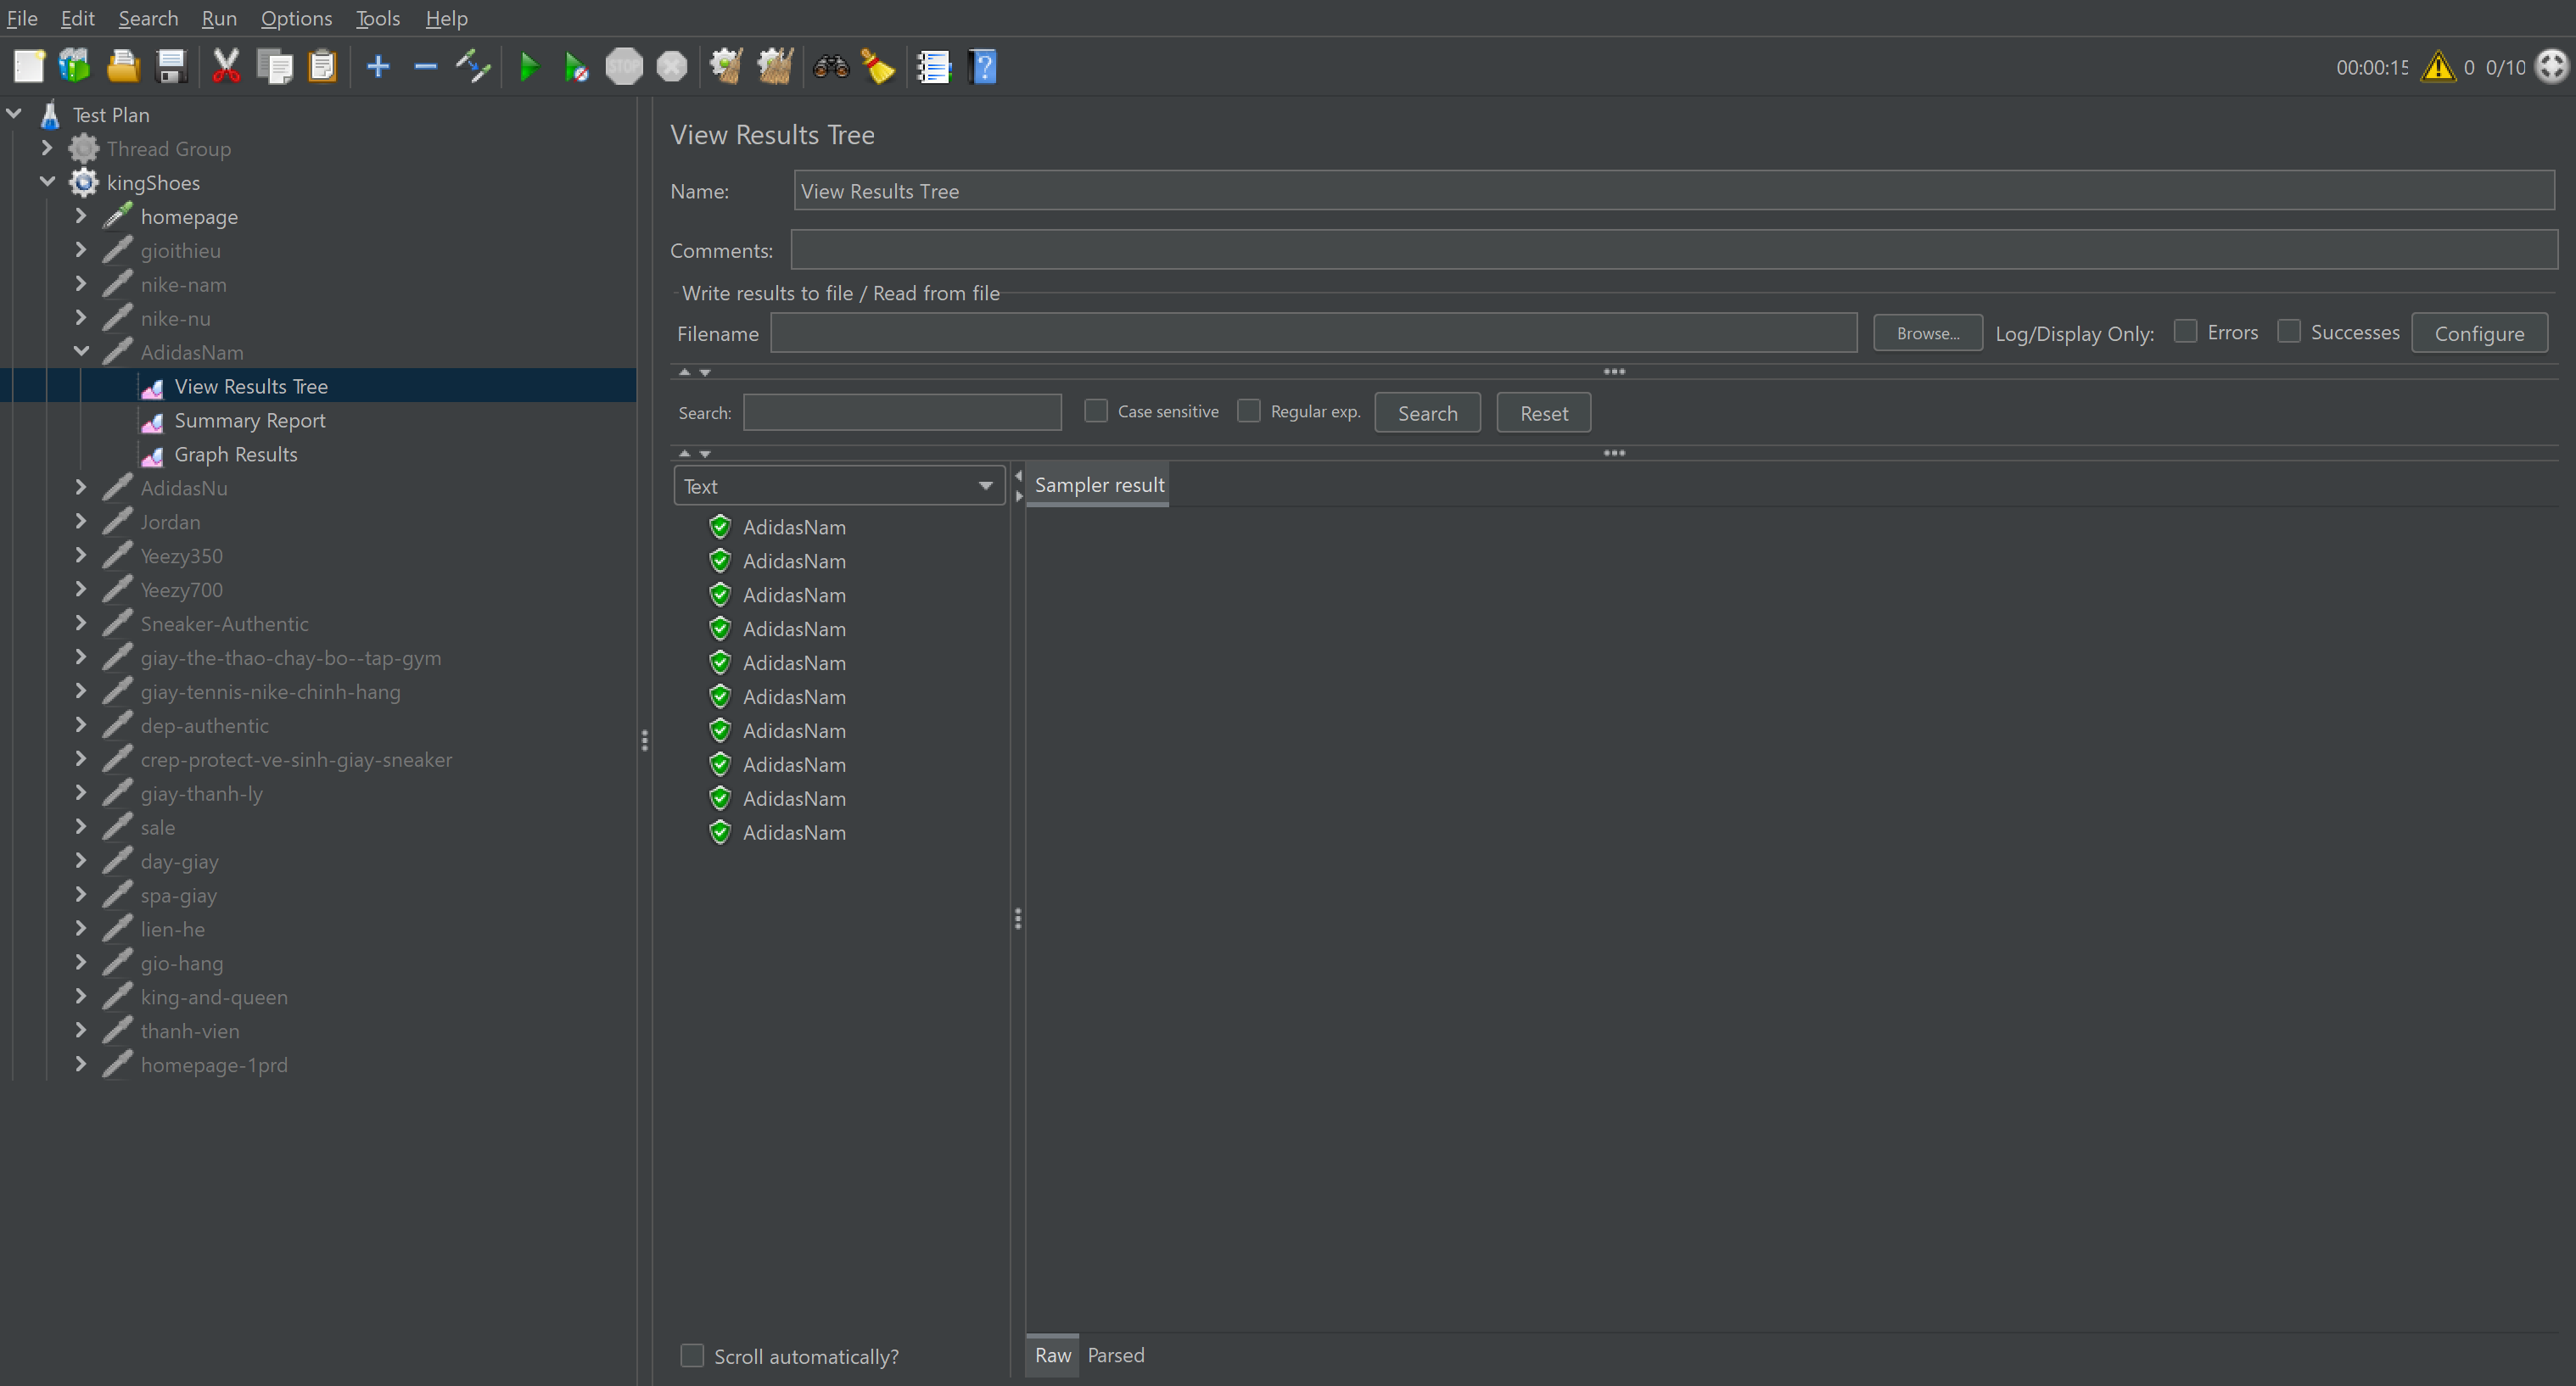 File Edit Search Run Options Tools Help
STOP
00:00:15 0 0/10
Test Plan
Thread Group
kingShoes
homepage
gioithieu
nike-nam
nike-nu
AdidasNam
View Results Tree
Summary Report
Graph Results
AdidasNu
Jordan
Yeezy350
Yeezy700
Sneaker-Authentic
giay-the-thao-chay-bo--tap-gym
giay-tennis-nike-chinh-hang
dep-authentic
crep-protect-ve-sinh-giay-sneaker
giay-thanh-ly
sale
day-giay
spa-giay
lien-he
gio-hang
king-and-queen
thanh-vien
homepage-1prd
View Results Tree
Name: View Results Tree
Comments:
Write results to file / Read from file
Filename Browse... Log/Display Only: Errors Successes Configure
Search: Case sensitive Regular exp. Search Reset
Text
Sampler result
AdidasNam
AdidasNam
AdidasNam
AdidasNam
AdidasNam
AdidasNam
AdidasNam
AdidasNam
AdidasNam
AdidasNam
Scroll automatically?
Raw Parsed